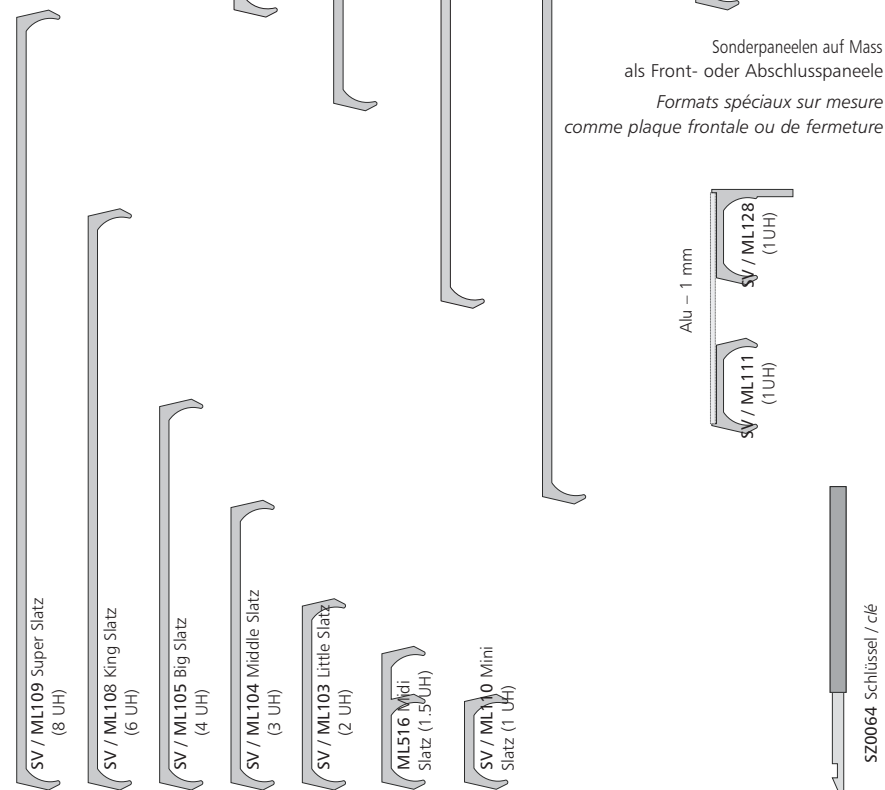 Sonderpaneelen auf Mass
als Front- oder Abschlusspaneele
Formats spéciaux sur mesure
comme plaque frontale ou de fermeture
Alu – 1 mm
SV / ML128
(1UH)
SV / ML111
(1UH)
SV / ML109 Super Slatz
(8 UH)
SV / ML108 King Slatz
(6 UH)
SV / ML105 Big Slatz
(4 UH)
SV / ML104 Middle Slatz
(3 UH)
SV / ML103 Little Slatz
(2 UH)
ML516 Midi
Slatz (1.5 UH)
SV / ML110 Mini
Slatz (1 UH)
SZ0064 Schlüssel / clé